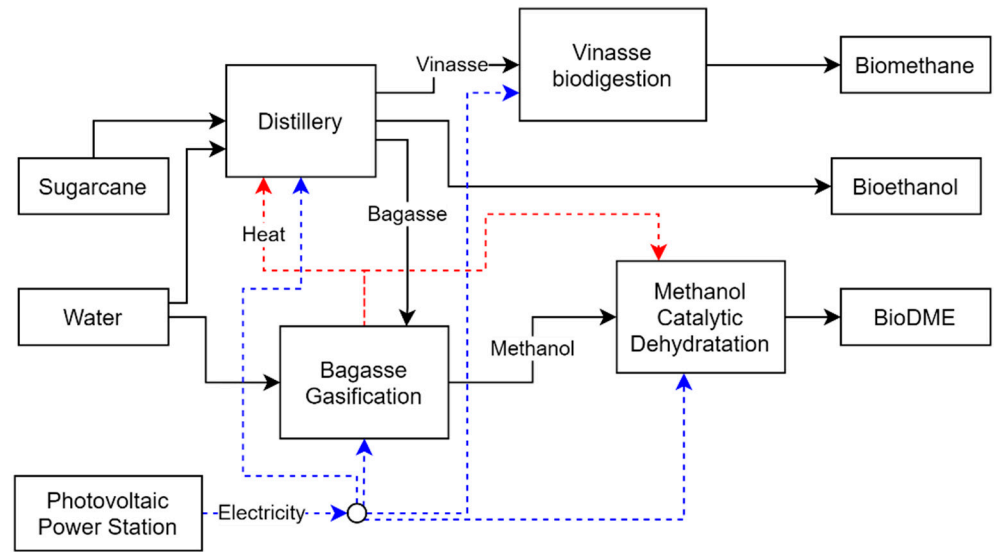 Vinasse
Vinasse
biodigestion
Biomethane
Distillery
Sugarcane
Bioethanol
Bagasse
Heat
Water
Methanol
Catalytic
Dehydratation
BioDME
Methanol
Bagasse
Gasification
Photovoltaic
Power Station
Electricity